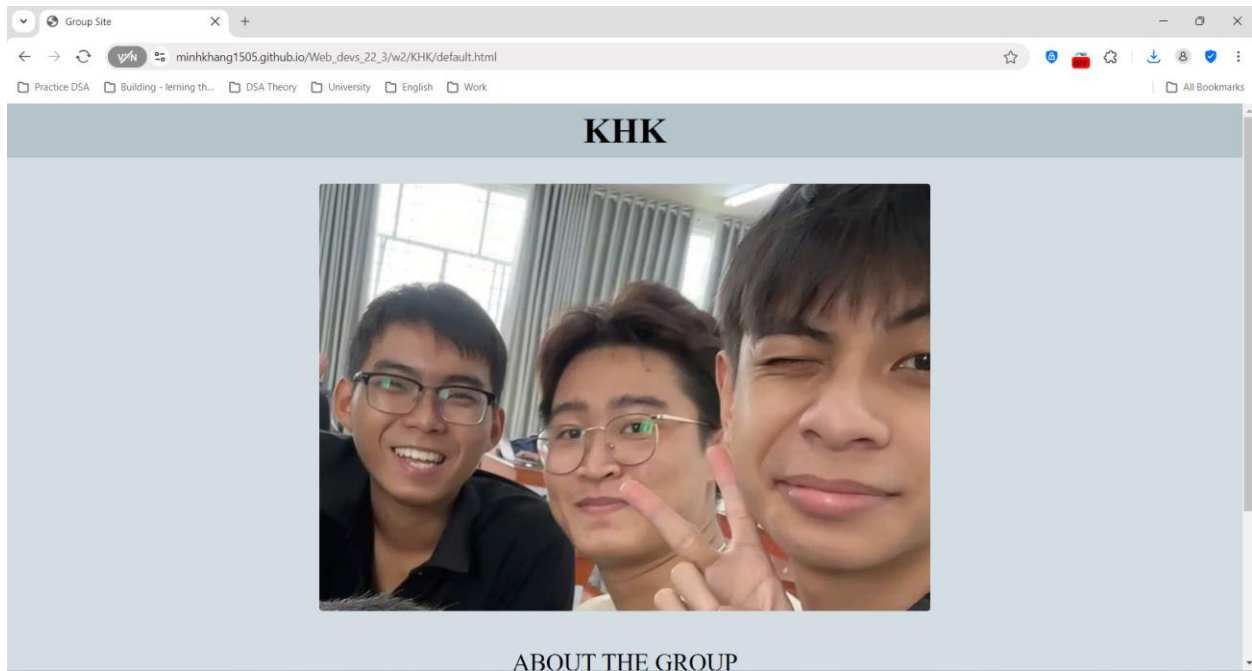 Group Site
minhkhang1505.github.io/Web_devs_22_3/w2/KHK/default.html
Practice DSA Building - lerning th... DSA Theory University English Work All Bookmarks
OFF
KHK
ABOUT THE GROUP